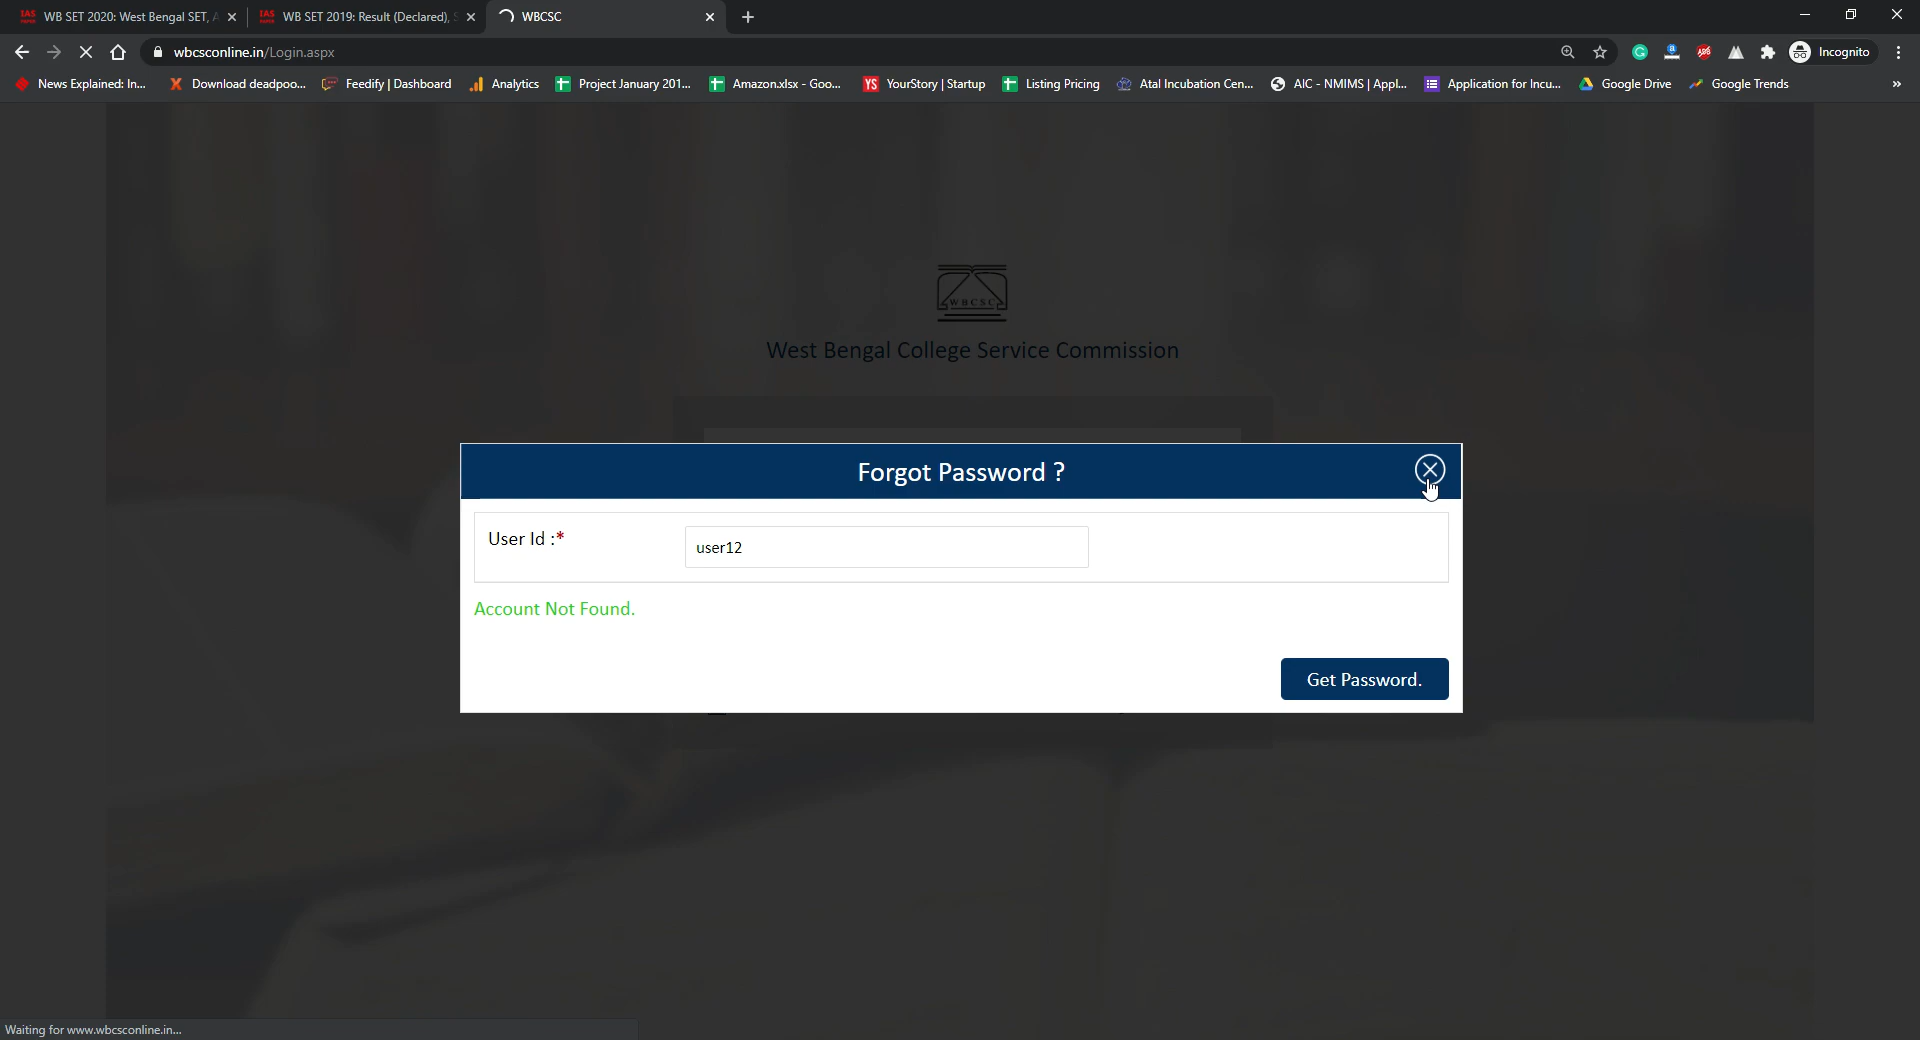 WB SET 2020: West Bengal SET, A
WB SET 2019: Result (Declared), S
WBCSC
wbcsconline.in/Login.aspx
Incognito
News Explained: In...
Download deadpoo...
Feedify | Dashboard
Analytics
Project January 201...
Amazon.xlsx - Goo...
YS
YourStory | Startup
Listing Pricing
Atal Incubation Cen...
AIC - NMIMS | Appl...
Application for Incu...
Google Drive
Google Trends
»
WBCSC
West Bengal College Service Commission
Forgot Password ?
User Id :*
user12
Account Not Found.
Get Password.
Waiting for www.wbcsconline.in...